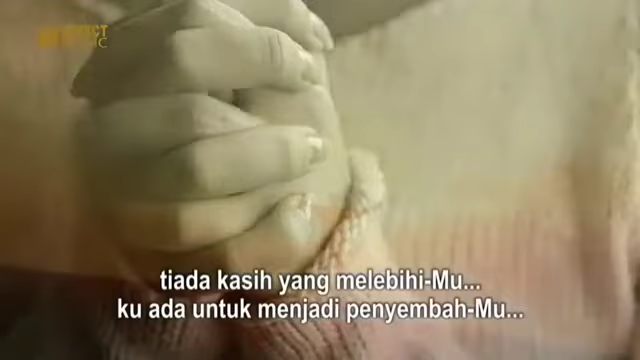 tiada kasih yang melebihi-Mu...
ku ada untuk menjadi penyembah-Mu...